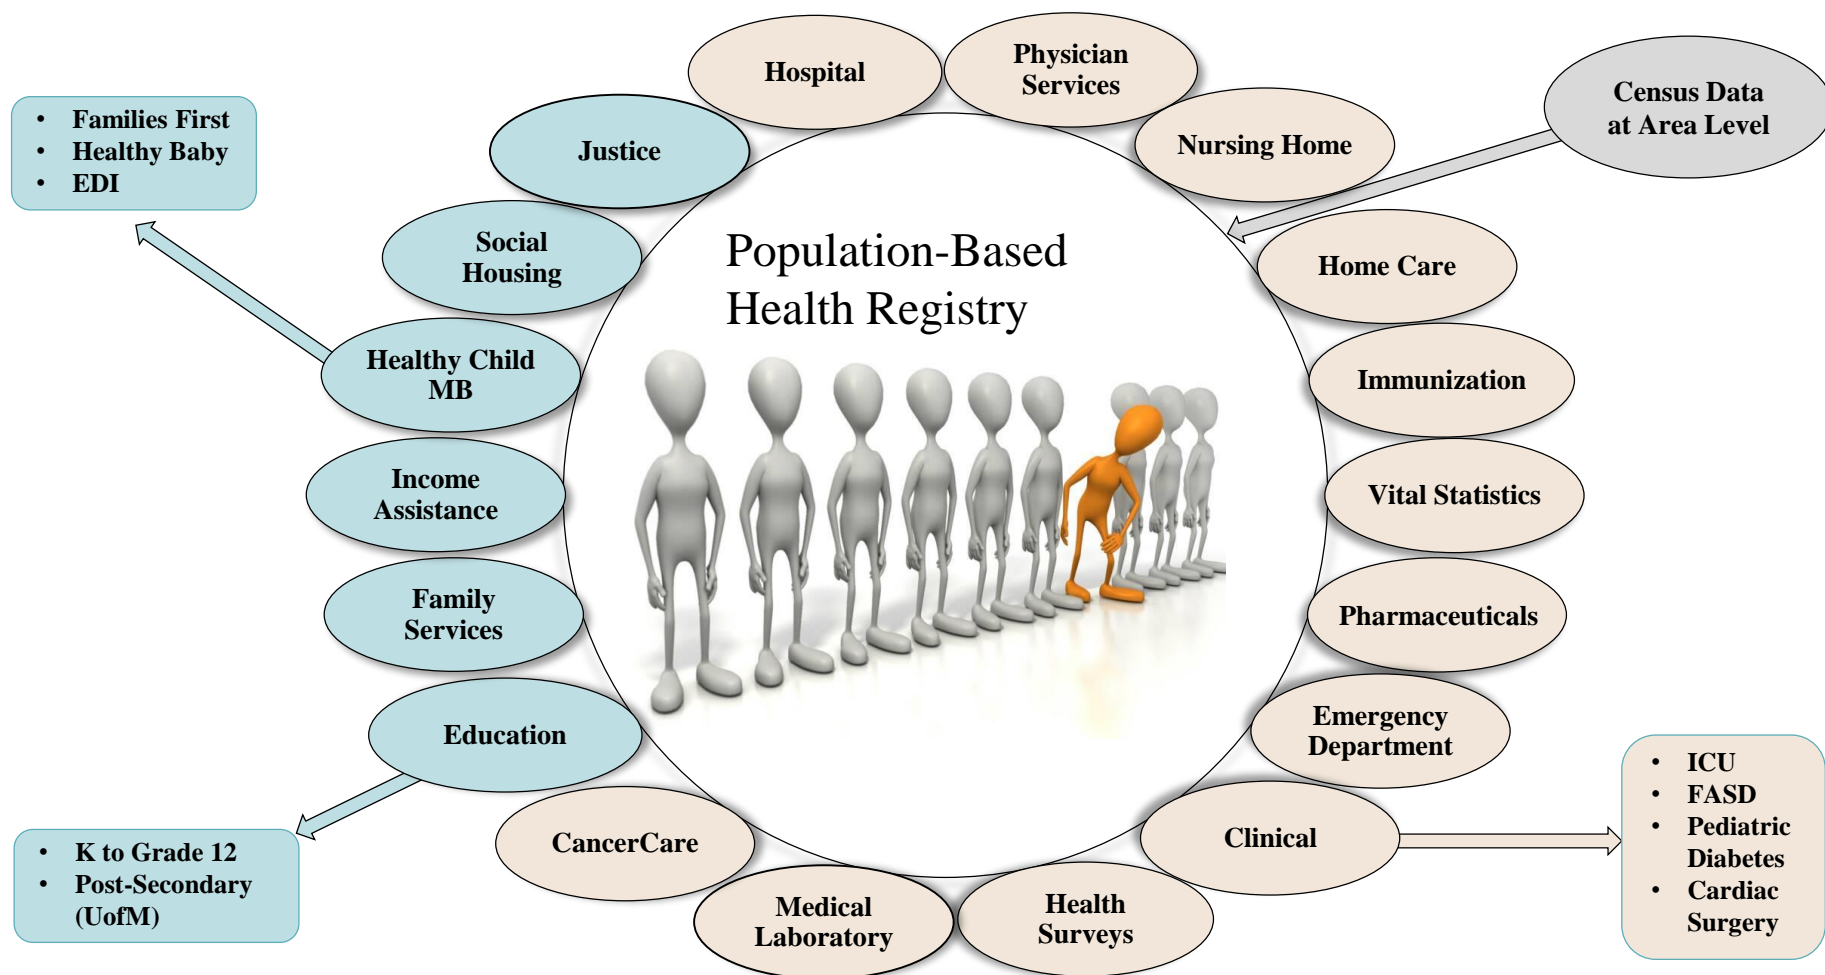 Population-Based
Health Registry
Hospital
Physician
Services
Nursing Home
Census Data
at Area Level
Home Care
Immunization
Vital Statistics
Pharmaceuticals
Emergency
Department
Clinical
• ICU
• FASD
• Pediatric
Diabetes
• Cardiac
Surgery
Health
Surveys
Medical
Laboratory
CancerCare
Education
• K to Grade 12
• Post-Secondary
(UofM)
Family
Services
Income
Assistance
Healthy Child
MB
• Families First
• Healthy Baby
• EDI
Social
Housing
Justice